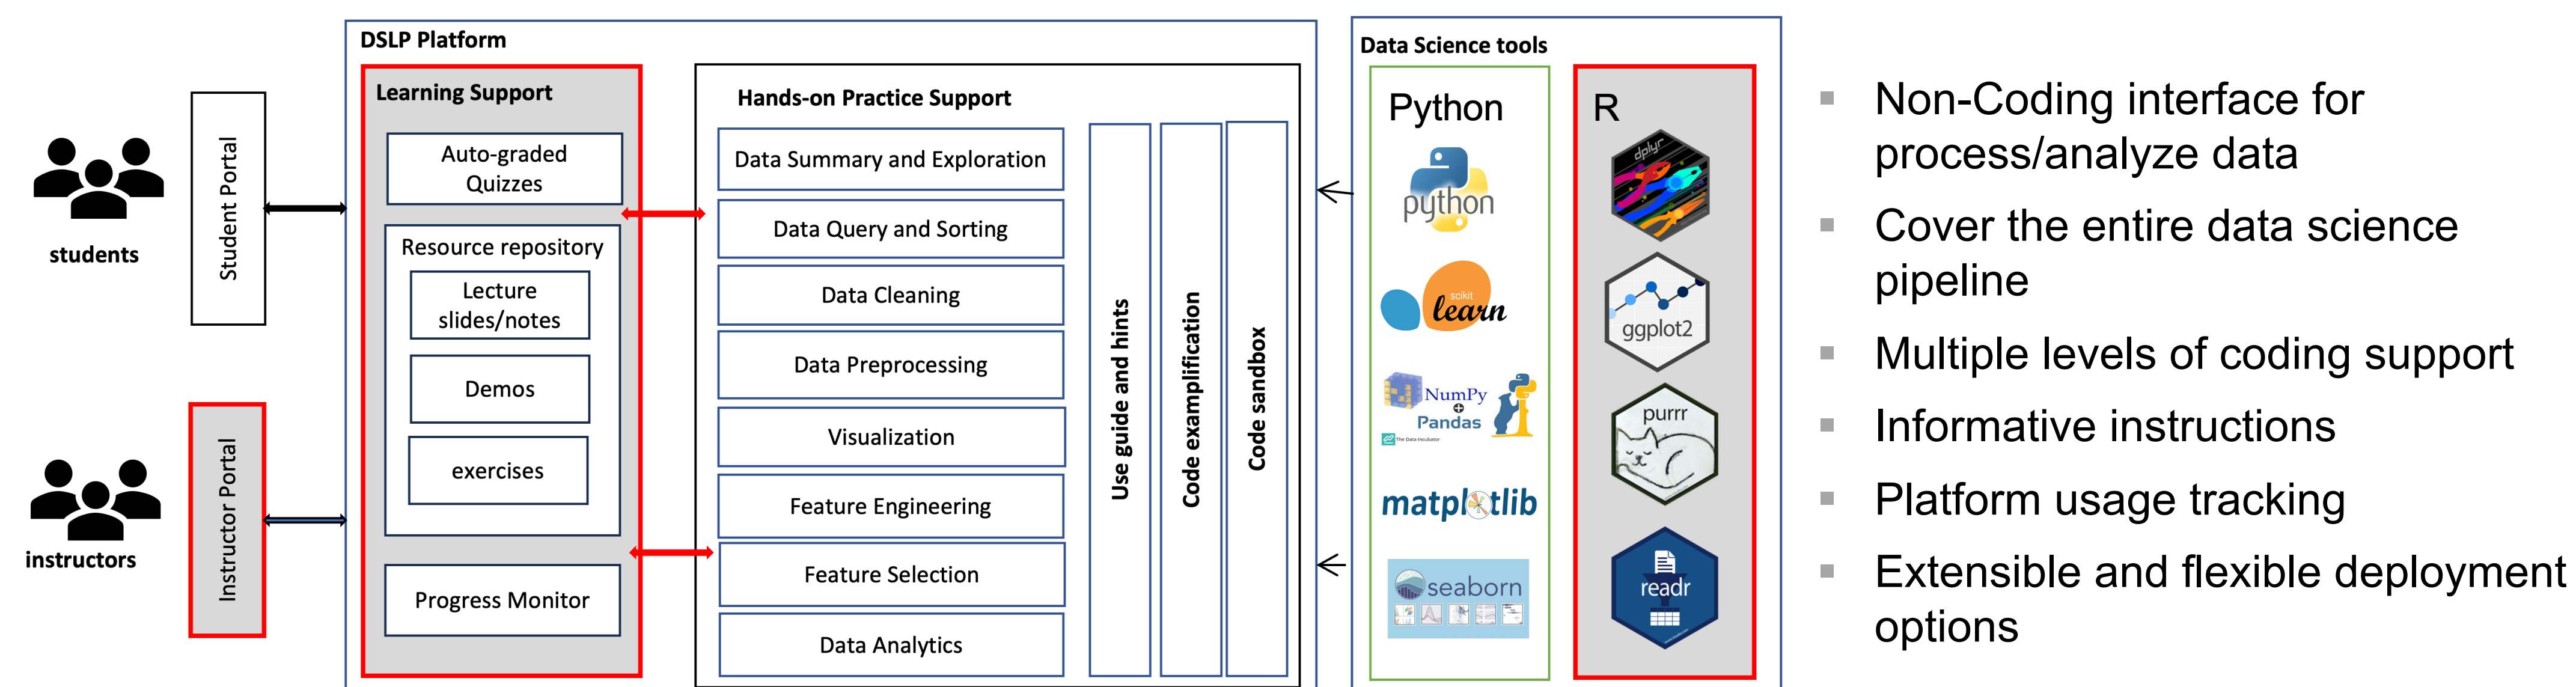 DSLP Platform
Learning Support
Auto-graded
Quizzes
Resource repository
Lecture
slides/notes
Demos
exercises
Progress Monitor
students
Student Portal
instructors
Instructor Portal
Hands-on Practice Support
Data Summary and Exploration
Data Query and Sorting
Data Cleaning
Data Preprocessing
Visualization
Feature Engineering
Feature Selection
Data Analytics
Use guide and hints
Code exampflification
Code sandbox
Data Science tools
Python
python
scikit
learn
NumPy
+
Pandas
The Data Incubator
matplotlib
seaborn
R
dplyr
ggplot2
purrr
readr
▪ Non-Coding interface for
process/analyze data
▪ Cover the entire data science
pipeline
▪ Multiple levels of coding support
▪ Informative instructions
▪ Platform usage tracking
▪ Extensible and flexible deployment
options